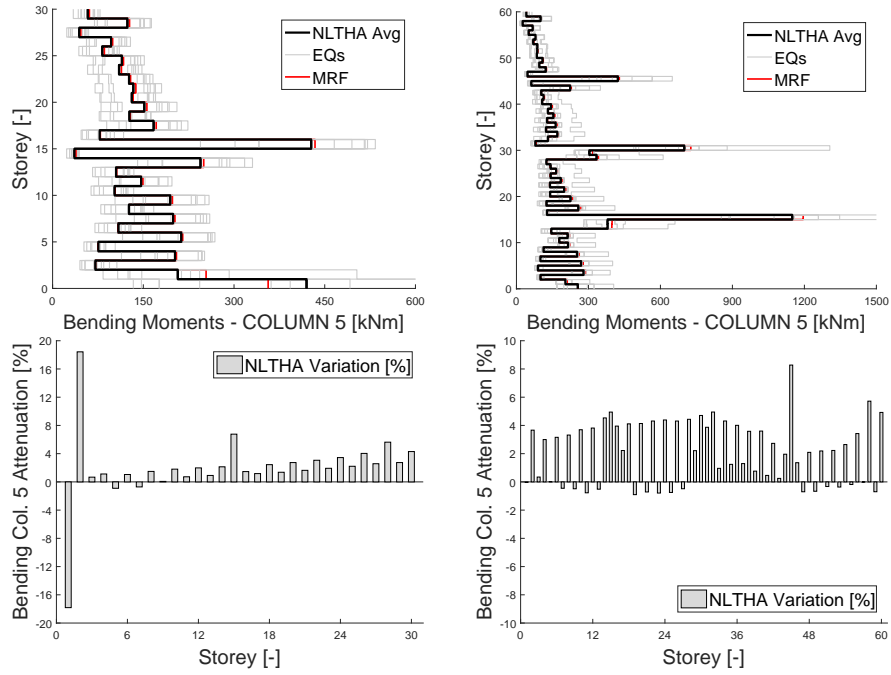 30
25
20
15
10
5
0
Storey [-]
NLTHA Avg
EQs
MRF
0 150 300 450 600
Bending Moments - COLUMN 5 [kNm]
60
50
40
30
20
10
0
Storey [-]
NLTHA Avg
EQs
MRF
0 300 600 900 1200 1500
Bending Moments - COLUMN 5 [kNm]
20
16
12
8
4
0
-4
-8
-12
-16
-20
Bending Col. 5 Attenuation [%]
NLTHA Variation [%]
0 6 12 18 24 30
Storey [-]
10
8
6
4
2
0
-2
-4
-6
-8
-10
Bending Col. 5 Attenuation [%]
NLTHA Variation [%]
0 12 24 36 48 60
Storey [-]